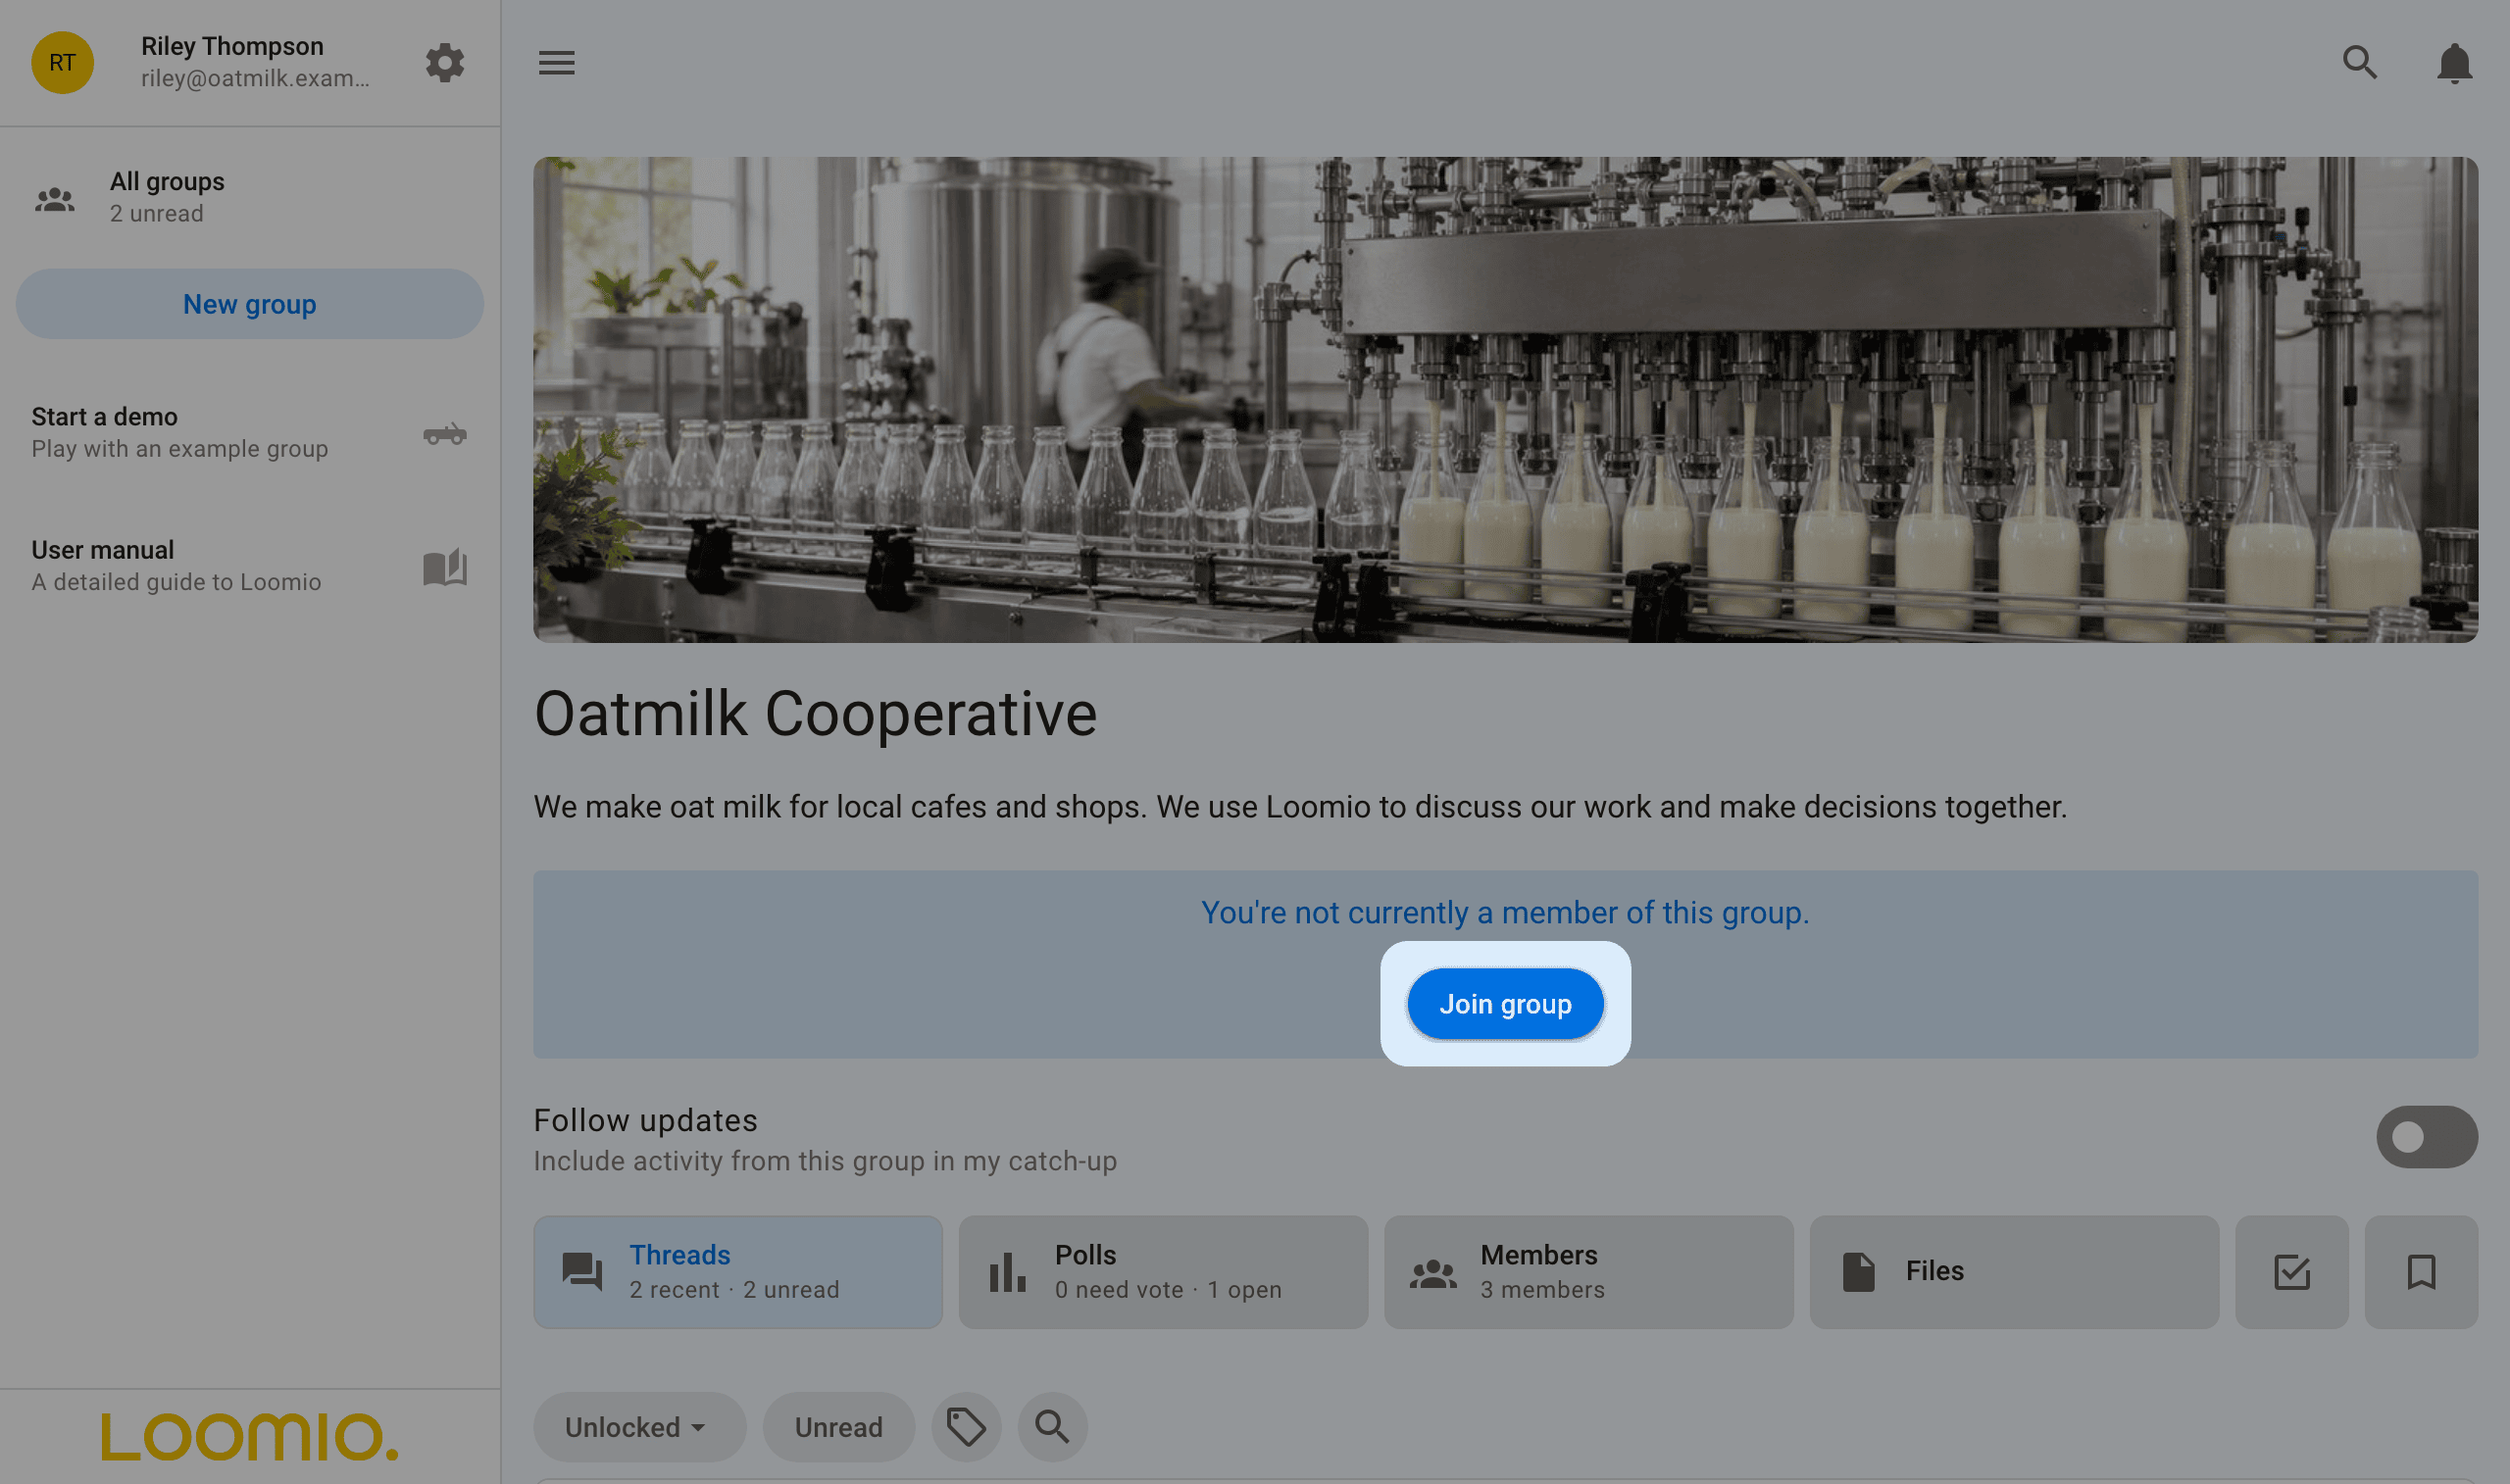 RT
Riley Thompson
riley@oatmilk.exam...
All groups
2 unread
New group
Start a demo
Play with an example group
User manual
A detailed guide to Loomio
LOOMIO.
Oatmilk Cooperative
We make oat milk for local cafes and shops. We use Loomio to discuss our work and make decisions together.
You're not currently a member of this group.
Join group
Follow updates
Include activity from this group in my catch-up
Threads
2 recent · 2 unread
Polls
0 need vote · 1 open
Members
3 members
Files
Unlocked
Unread